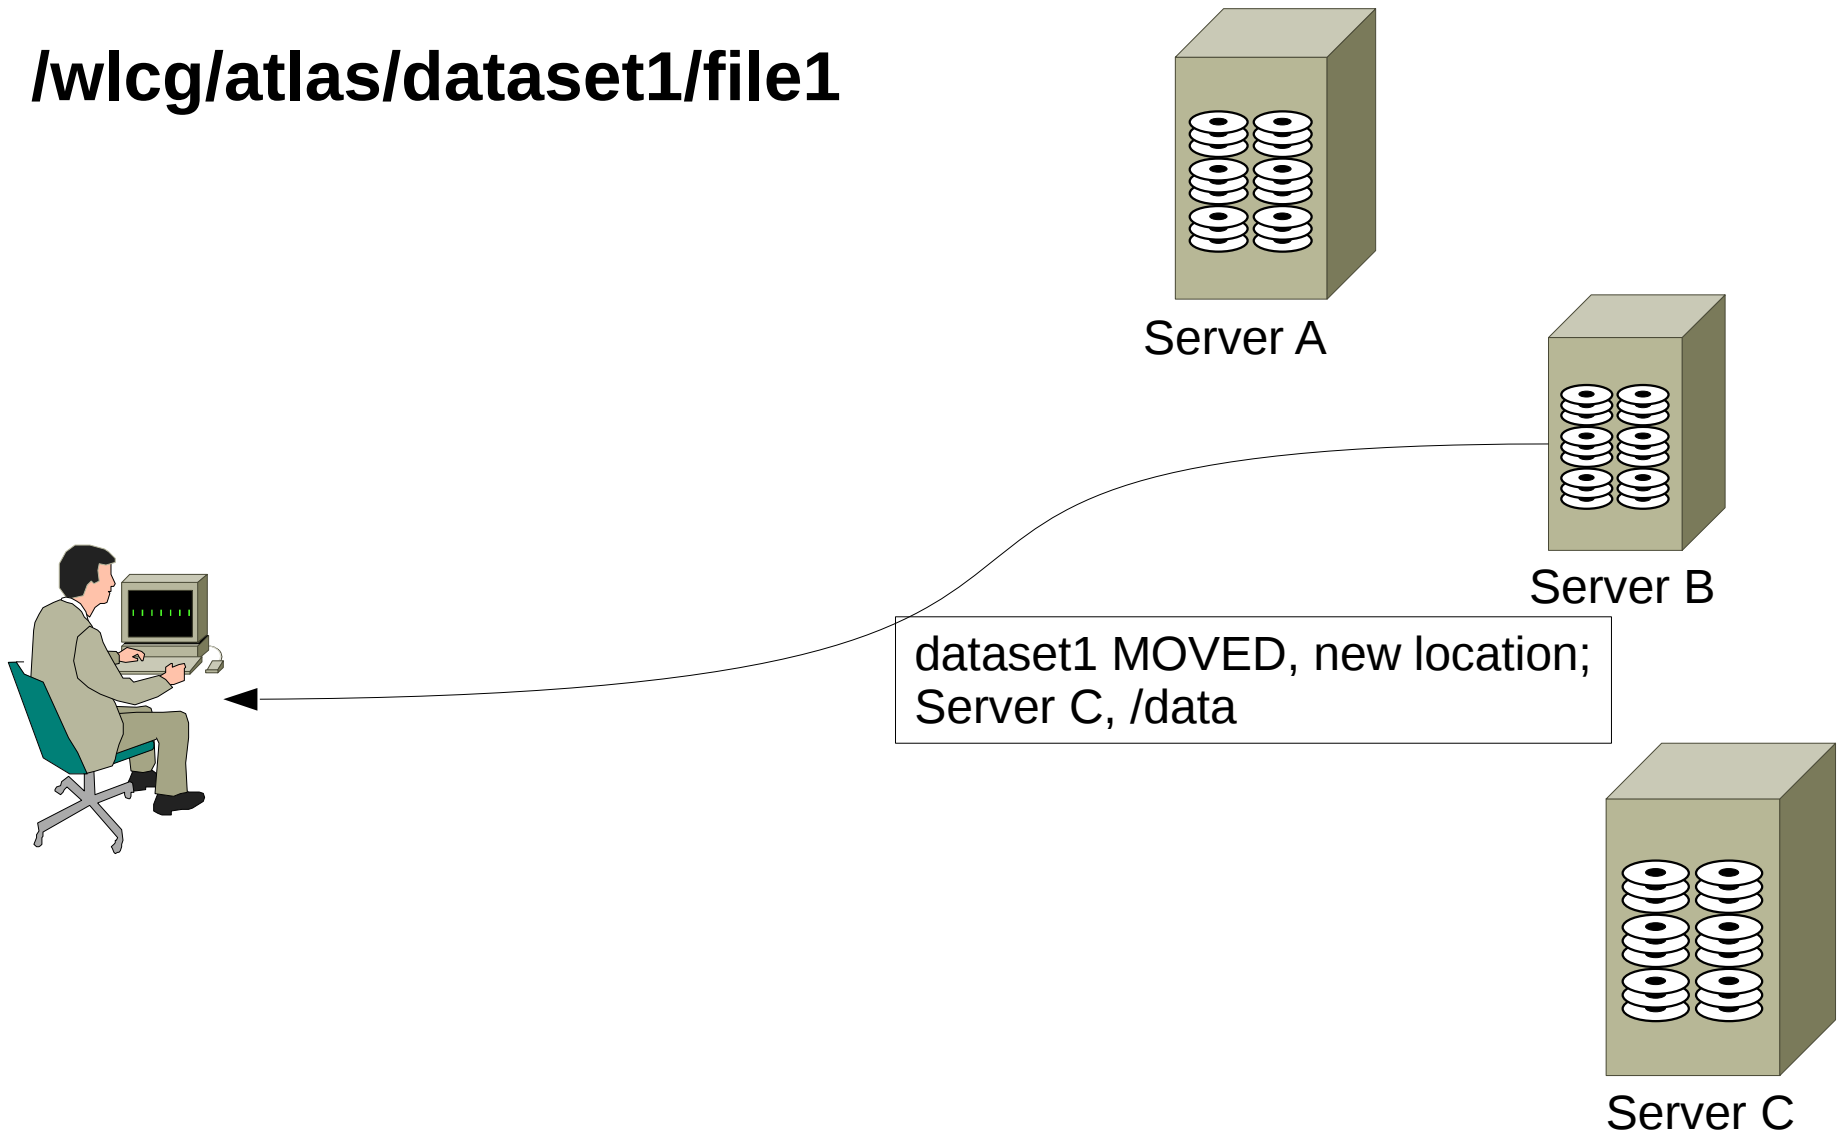 /wlcg/atlas/dataset1/file1
Server A
Server B
dataset1 MOVED, new location;
Server C, /data
Server C